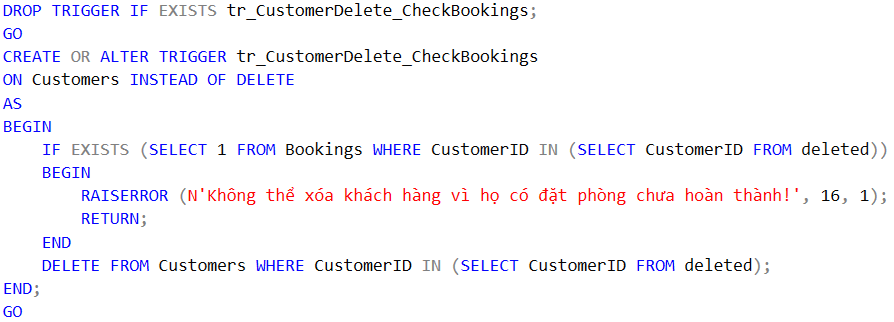 DROP TRIGGER IF EXISTS tr_CustomerDelete_CheckBookings;
GO
CREATE OR ALTER TRIGGER tr_CustomerDelete_CheckBookings
ON Customers INSTEAD OF DELETE
AS
BEGIN
    IF EXISTS (SELECT 1 FROM Bookings WHERE CustomerID IN (SELECT CustomerID FROM deleted))
    BEGIN
        RAISERROR (N'Không thể xóa khách hàng vì họ có đặt phòng chưa hoàn thành!', 16, 1);
        RETURN;
    END
    DELETE FROM Customers WHERE CustomerID IN (SELECT CustomerID FROM deleted);
END;
GO